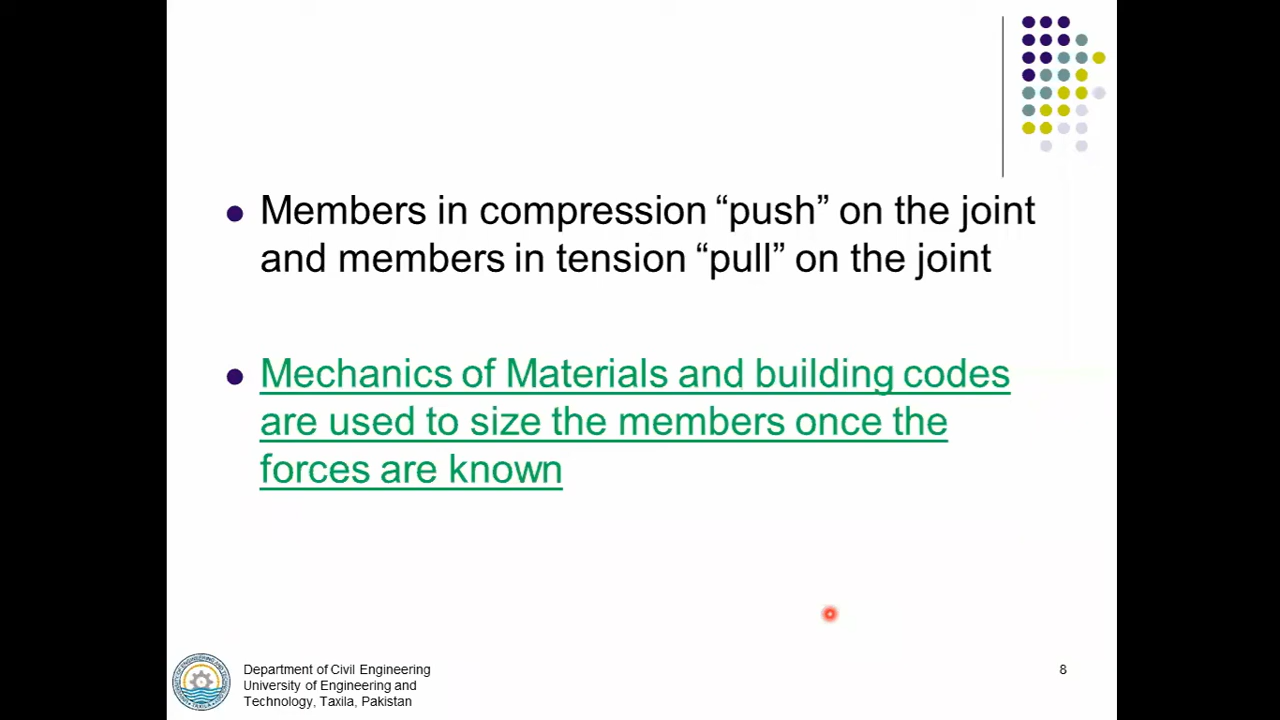 Members in compression “push” on the joint
and members in tension “pull” on the joint
Mechanics of Materials and building codes
are used to size the members once the
forces are known
Department of Civil Engineering
University of Engineering and
Technology, Taxila, Pakistan
8